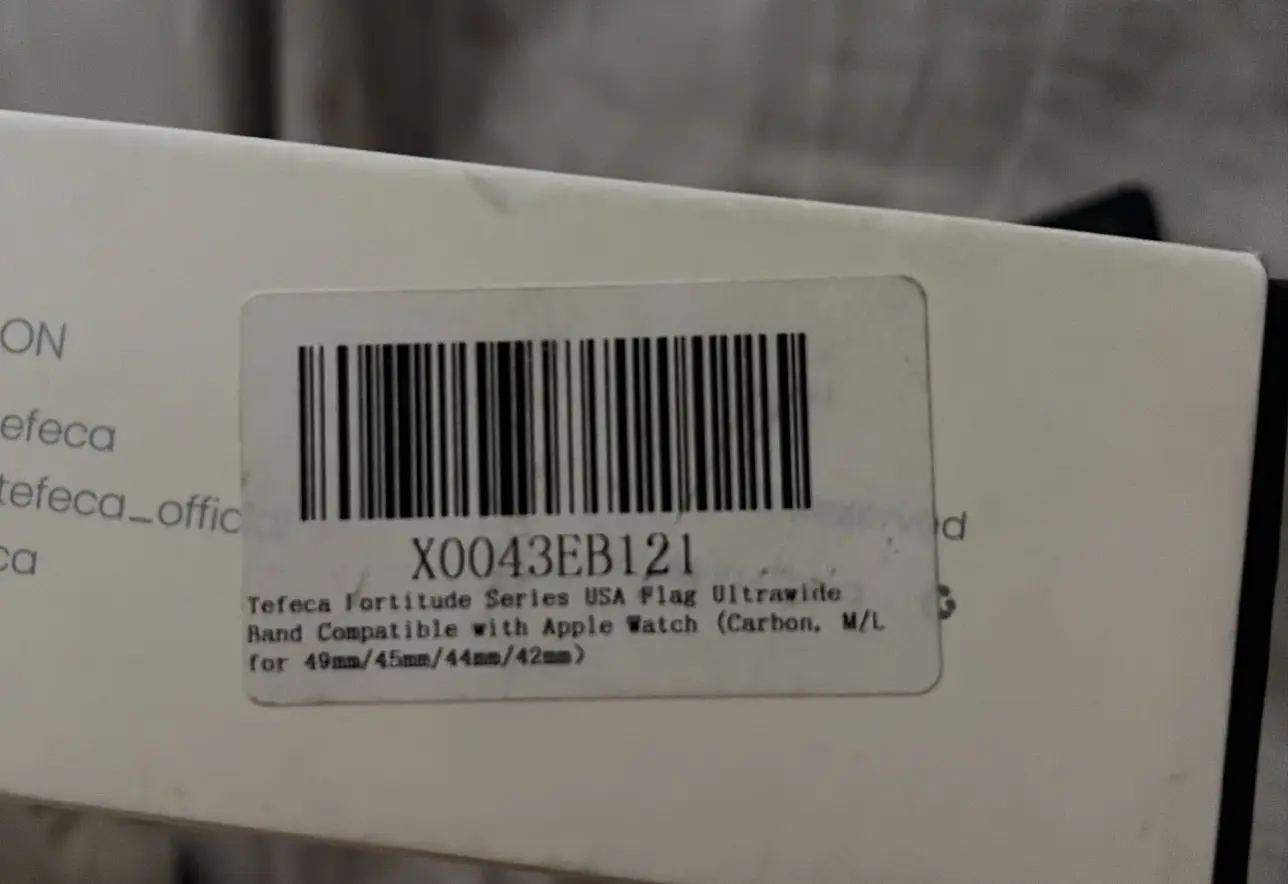 ON
efeca
tefeca_offic
ca
d
G
X0043EB121
Tefeca Fortitude Series USA Flag Ultrawide
Band Compatible with Apple Watch (Carbon, M/L
for 49mm/45mm/44mm/42mm)